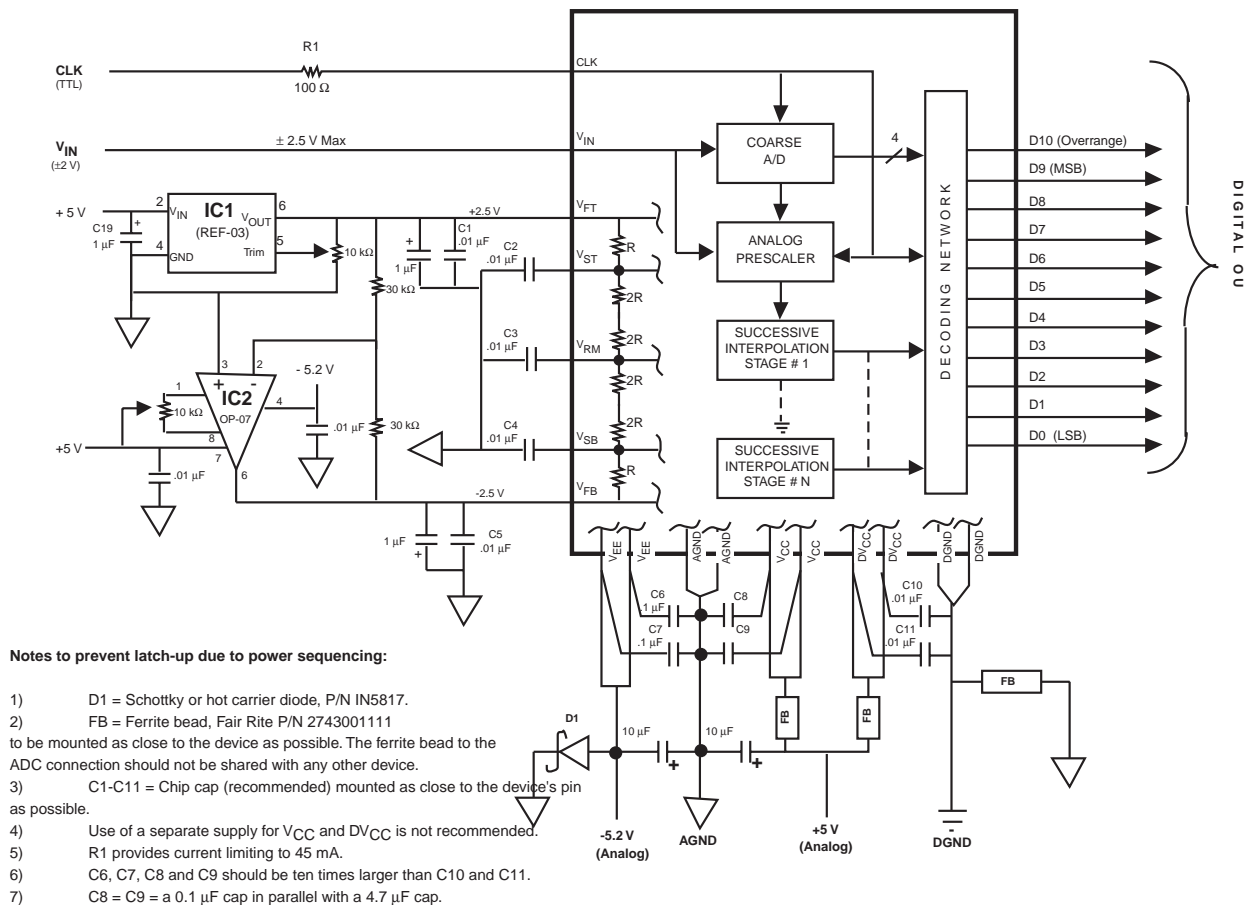 R1
CLK
(TTL)
100 Ω
CLK
VIN
(±2 V)
± 2.5 V Max
VIN
COARSE
A/D
4
ANALOG
PRESCALER
SUCCESSIVE
INTERPOLATION
STAGE # 1
SUCCESSIVE
INTERPOLATION
STAGE # N
DECODING NETWORK
D10 (Overrange)
D9 (MSB)
D8
D7
D6
D5
D4
D3
D2
D1
D0 (LSB)
DIGITAL OU
+ 5 V
C19
+
1 µF
2
VIN
IC1
(REF-03)
VOUT
6
4
GND
Trim
5
10 kΩ
30 kΩ
+
1 µF
C1
.01 µF
+2.5 V
VFT
C2
.01 µF
VST
R
2R
2R
C3
.01 µF
VRM
2R
2R
C4
.01 µF
VSB
R
VFB
3
2
+ -
IC2
OP-07
1
10 kΩ
8
7
6
4
- 5.2 V
.01 µF
30 kΩ
+5 V
.01 µF
-2.5 V
1 µF
+
C5
.01 µF
VEE
VEE
AGND
AGND
VCC
VCC
DVCC
DVCC
DGND
DGND
C6
.1 µF
C8
C7
.1 µF
C9
C10
.01 µF
C11
.01 µF
FB
FB
FB
D1
10 µF
+
10 µF
+
-5.2 V
(Analog)
AGND
+5 V
(Analog)
DGND
Notes to prevent latch-up due to power sequencing:
1) D1 = Schottky or hot carrier diode, P/N IN5817.
2) FB = Ferrite bead, Fair Rite P/N 2743001111
to be mounted as close to the device as possible. The ferrite bead to the
ADC connection should not be shared with any other device.
3) C1-C11 = Chip cap (recommended) mounted as close to the device's pin
as possible.
4) Use of a separate supply for VCC and DVCC is not recommended.
5) R1 provides current limiting to 45 mA.
6) C6, C7, C8 and C9 should be ten times larger than C10 and C11.
7) C8 = C9 = a 0.1 µF cap in parallel with a 4.7 µF cap.